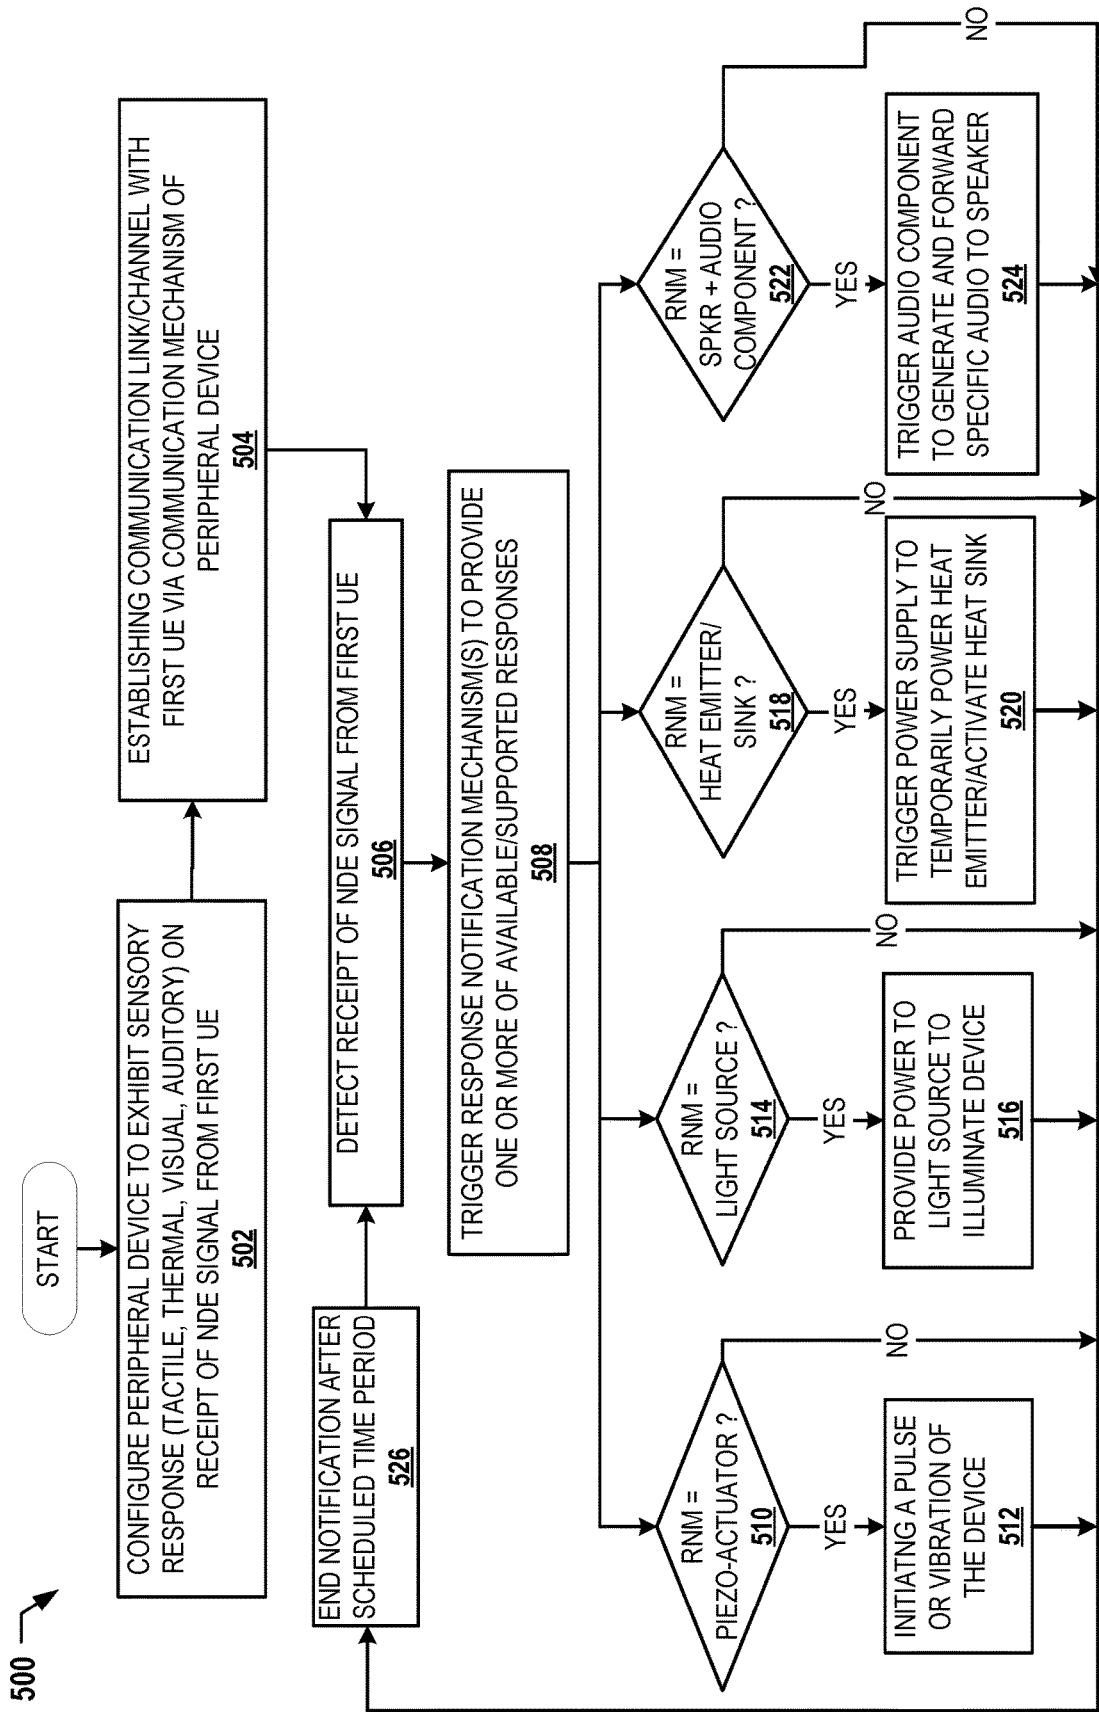 500
START
CONFIGURE PERIPHERAL DEVICE TO EXHIBIT SENSORY
RESPONSE (TACTILE, THERMAL, VISUAL, AUDITORY) ON
RECEIPT OF NDE SIGNAL FROM FIRST UE
502
ESTABLISHING COMMUNICATION LINK/CHANNEL WITH
FIRST UE VIA COMMUNICATION MECHANISM OF
PERIPHERAL DEVICE
504
END NOTIFICATION AFTER
SCHEDULED TIME PERIOD
526
DETECT RECEIPT OF NDE SIGNAL FROM FIRST UE
506
TRIGGER RESPONSE NOTIFICATION MECHANISM(S) TO PROVIDE
ONE OR MORE OF AVAILABLE/SUPPORTED RESPONSES
508
RNM =
PIEZO-ACTUATOR ?
510
NO
YES
INITIATNG A PULSE
OR VIBRATION OF
THE DEVICE
512
RNM =
LIGHT SOURCE ?
514
NO
YES
PROVIDE POWER TO
LIGHT SOURCE TO
ILLUMINATE DEVICE
516
RNM =
HEAT EMITTER/
SINK ?
518
NO
YES
TRIGGER POWER SUPPLY TO
TEMPORARILY POWER HEAT
EMITTER/ACTIVATE HEAT SINK
520
RNM =
SPKR + AUDIO
COMPONENT ?
522
NO
YES
TRIGGER AUDIO COMPONENT
TO GENERATE AND FORWARD
SPECIFIC AUDIO TO SPEAKER
524